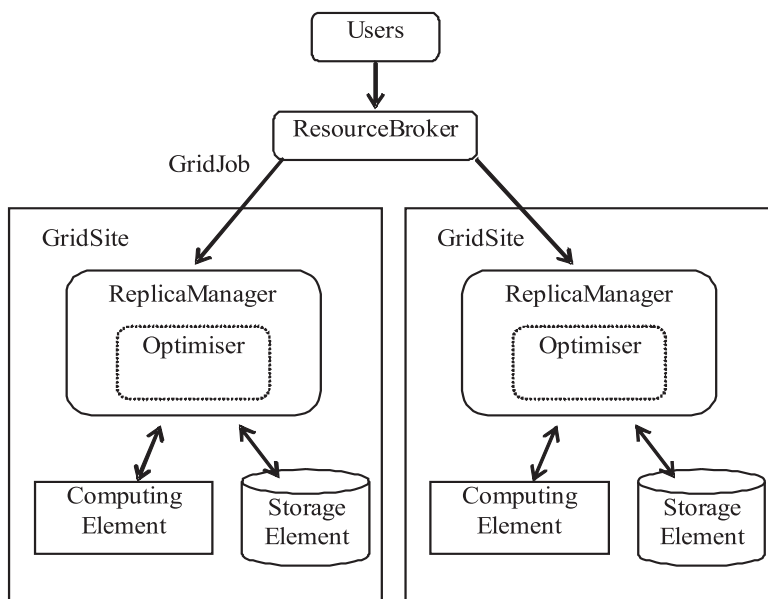 Users
ResourceBroker
GridJob
GridSite
ReplicaManager
Optimiser
Computing
Element
Storage
Element
GridSite
ReplicaManager
Optimiser
Computing
Element
Storage
Element